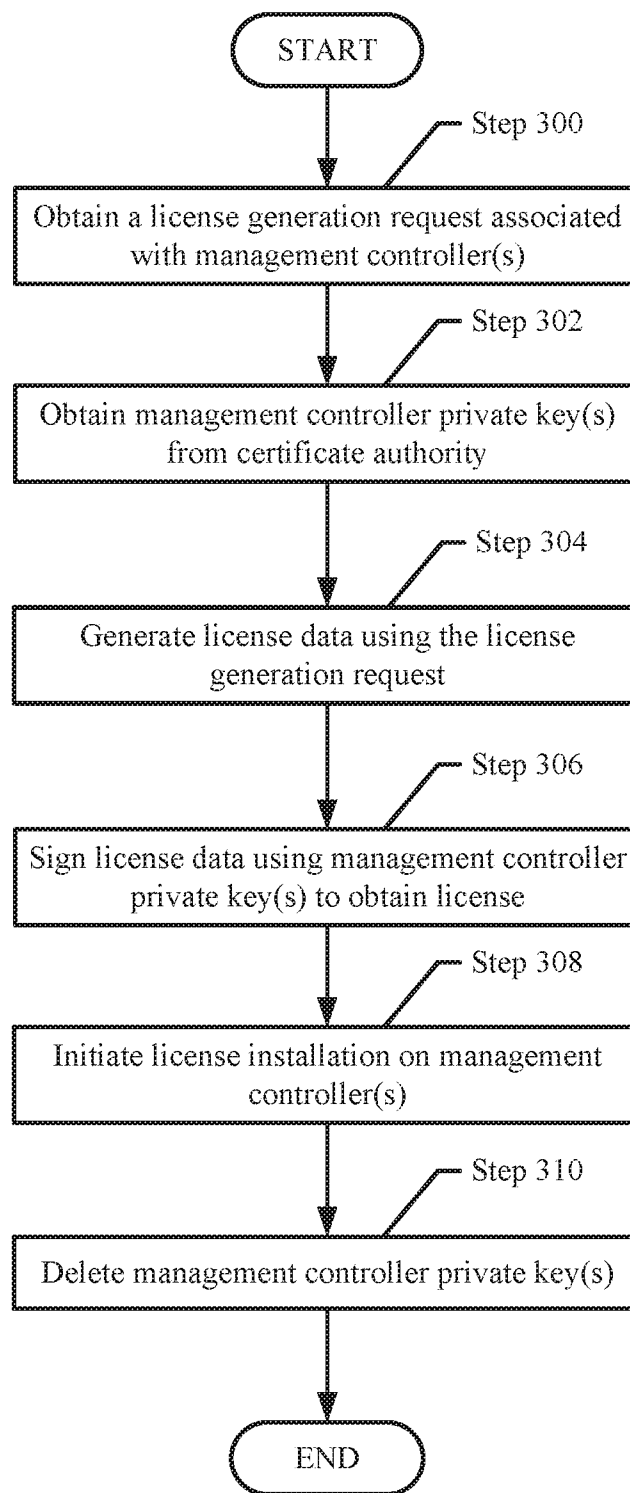 START
Step 300
Obtain a license generation request associated
with management controller(s)
Step 302
Obtain management controller private key(s)
from certificate authority
Step 304
Generate license data using the license
generation request
Step 306
Sign license data using management controller
private key(s) to obtain license
Step 308
Initiate license installation on management
controller(s)
Step 310
Delete management controller private key(s)
END